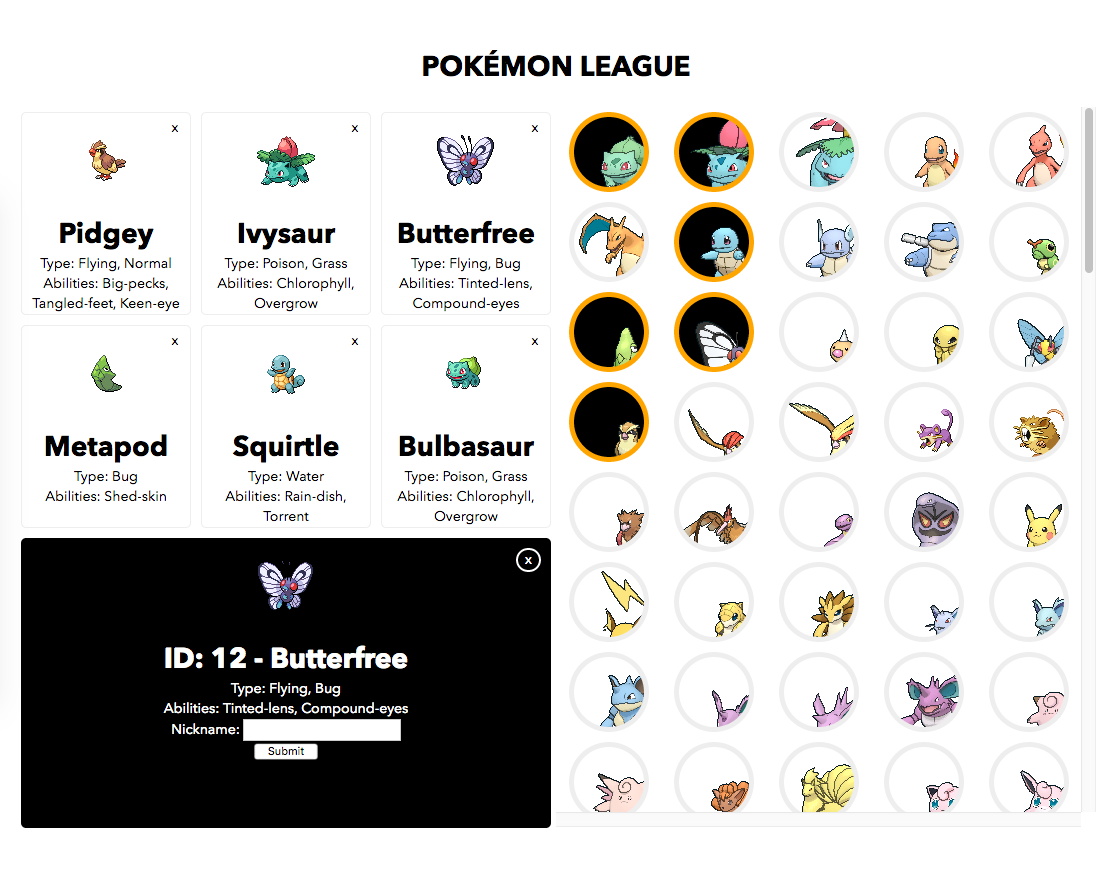 POKÉMON LEAGUE
x
Pidgey
Type: Flying, Normal
Abilities: Big-pecks,
Tangled-feet, Keen-eye
x
Ivysaur
Type: Poison, Grass
Abilities: Chlorophyll,
Overgrow
x
Butterfree
Type: Flying, Bug
Abilities: Tinted-lens,
Compound-eyes
x
Metapod
Type: Bug
Abilities: Shed-skin
x
Squirtle
Type: Water
Abilities: Rain-dish,
Torrent
x
Bulbasaur
Type: Poison, Grass
Abilities: Chlorophyll,
Overgrow
x
ID: 12 - Butterfree
Type: Flying, Bug
Abilities: Tinted-lens, Compound-eyes
Nickname:
Submit